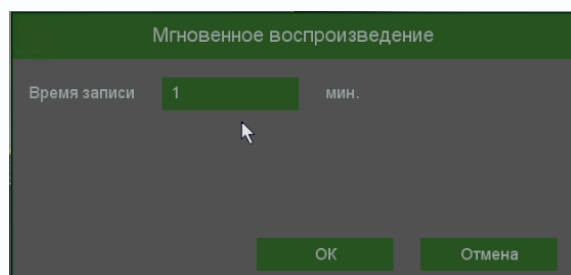 Мгновенное воспроизведение
Время записи 1 мин.
ОК Отмена